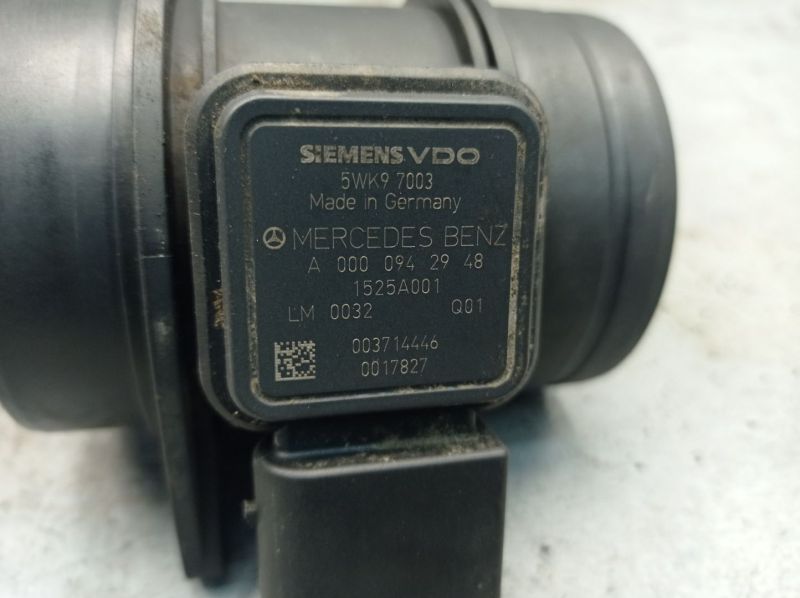 SIEMENS VDO
5WK9 7003
Made in Germany
MERCEDES BENZ
A 000 094 29 48
1525A001
LM 0032 Q01
003714446
0017827